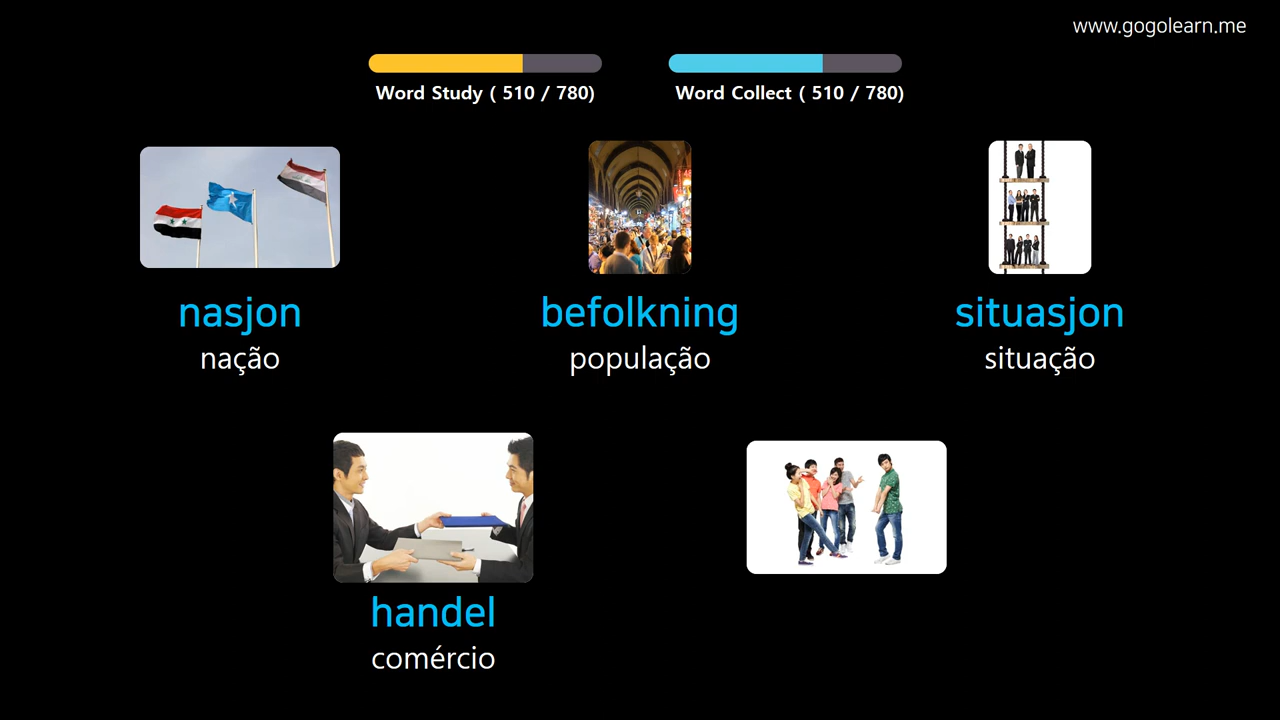 www.gogolearn.me
Word Study ( 510 / 780)
Word Collect ( 510 / 780)
nasjon
nação
befolkning
população
situasjon
situação
handel
comércio